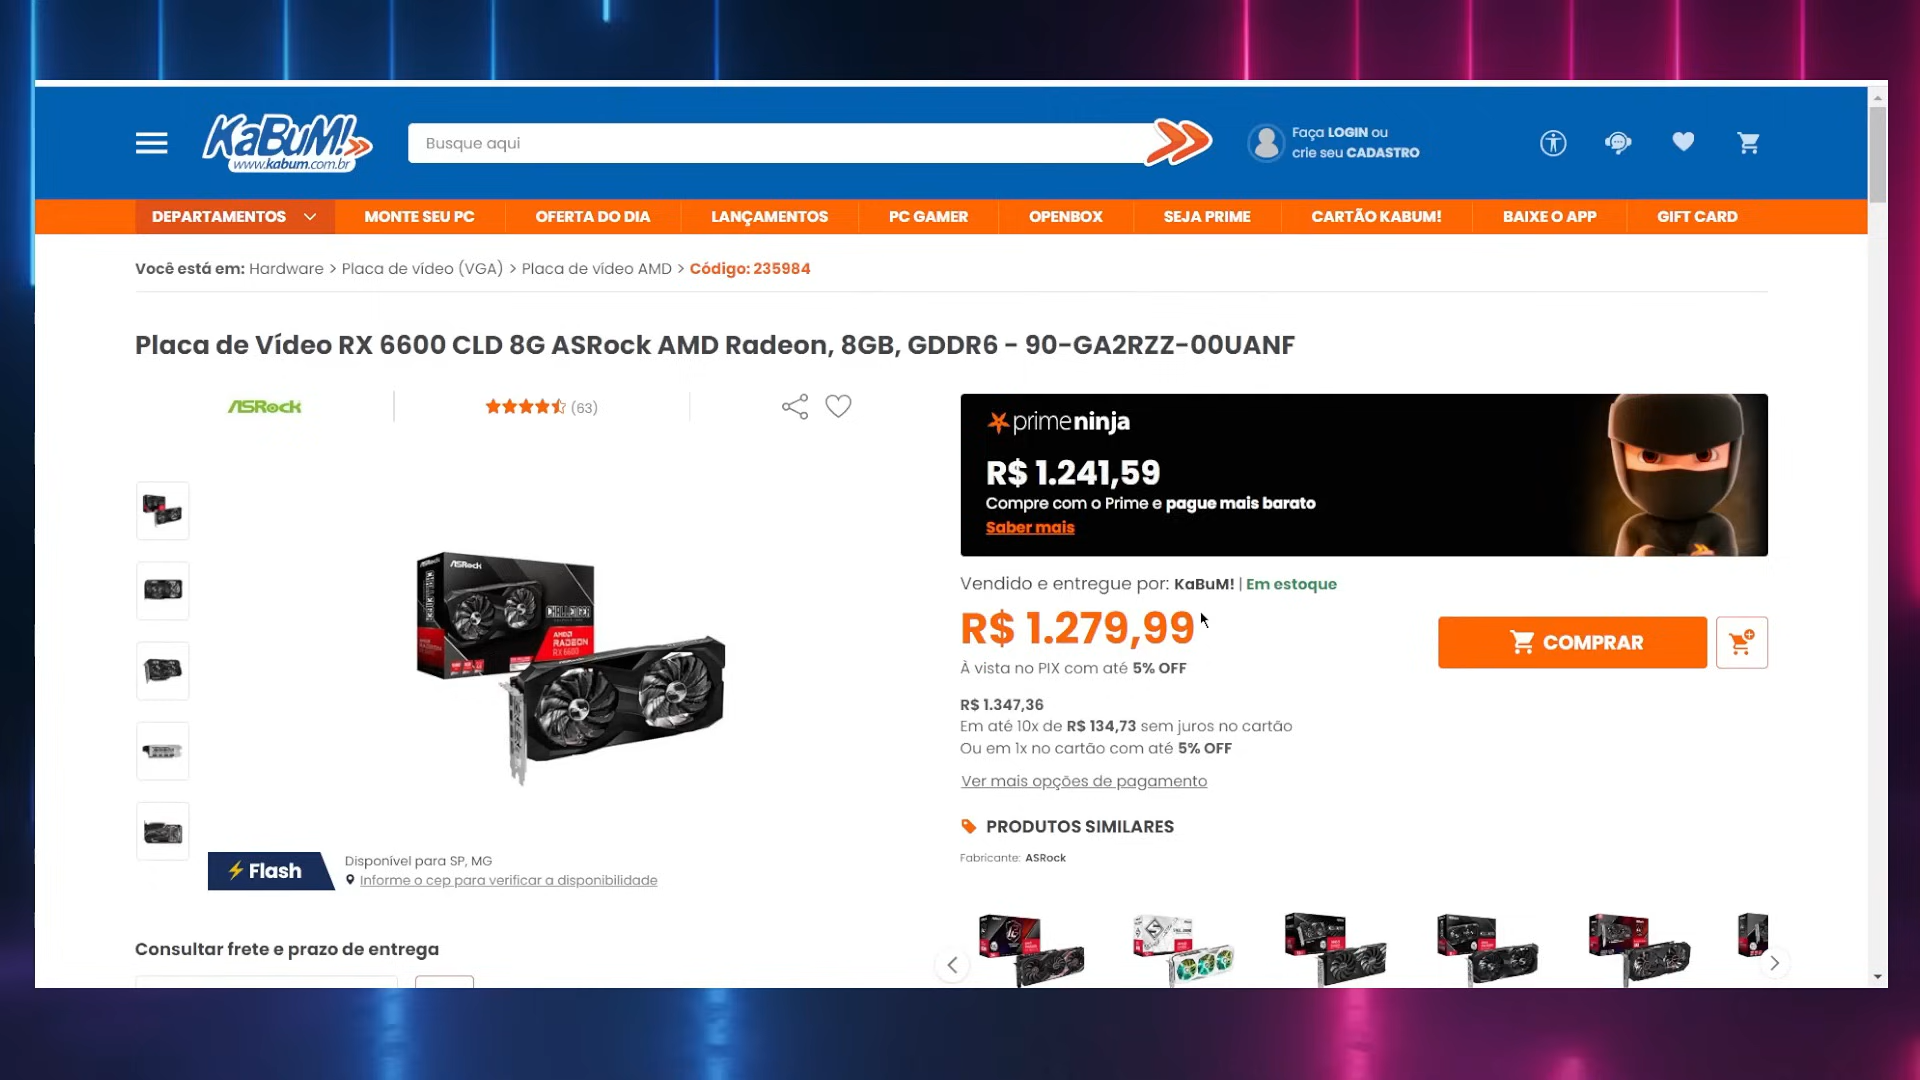 KaBuM!
www.kabum.com.br
Busque aqui
Faça LOGIN ou
crie seu CADASTRO
DEPARTAMENTOS
MONTE SEU PC
OFERTA DO DIA
LANÇAMENTOS
PC GAMER
OPENBOX
SEJA PRIME
CARTÃO KABUM!
BAIXE O APP
GIFT CARD
Você está em: Hardware > Placa de vídeo (VGA) > Placa de vídeo AMD > Código: 235984
Placa de Vídeo RX 6600 CLD 8G ASRock AMD Radeon, 8GB, GDDR6 - 90-GA2RZZ-00UANF
ASRock
(63)
primeninja
R$ 1.241,59
Compre com o Prime e pague mais barato
Saber mais
Vendido e entregue por: KaBuM! | Em estoque
R$ 1.279,99
À vista no PIX com até 5% OFF
COMPRAR
R$ 1.347,36
Em até 10x de R$ 134,73 sem juros no cartão
Ou em 1x no cartão com até 5% OFF
Ver mais opções de pagamento
ASRock
CHALLENGER
AMD
RADEON
RX 6600
PRODUTOS SIMILARES
Fabricante: ASRock
Flash
Disponível para SP, MG
Informe o cep para verificar a disponibilidade
Consultar frete e prazo de entrega